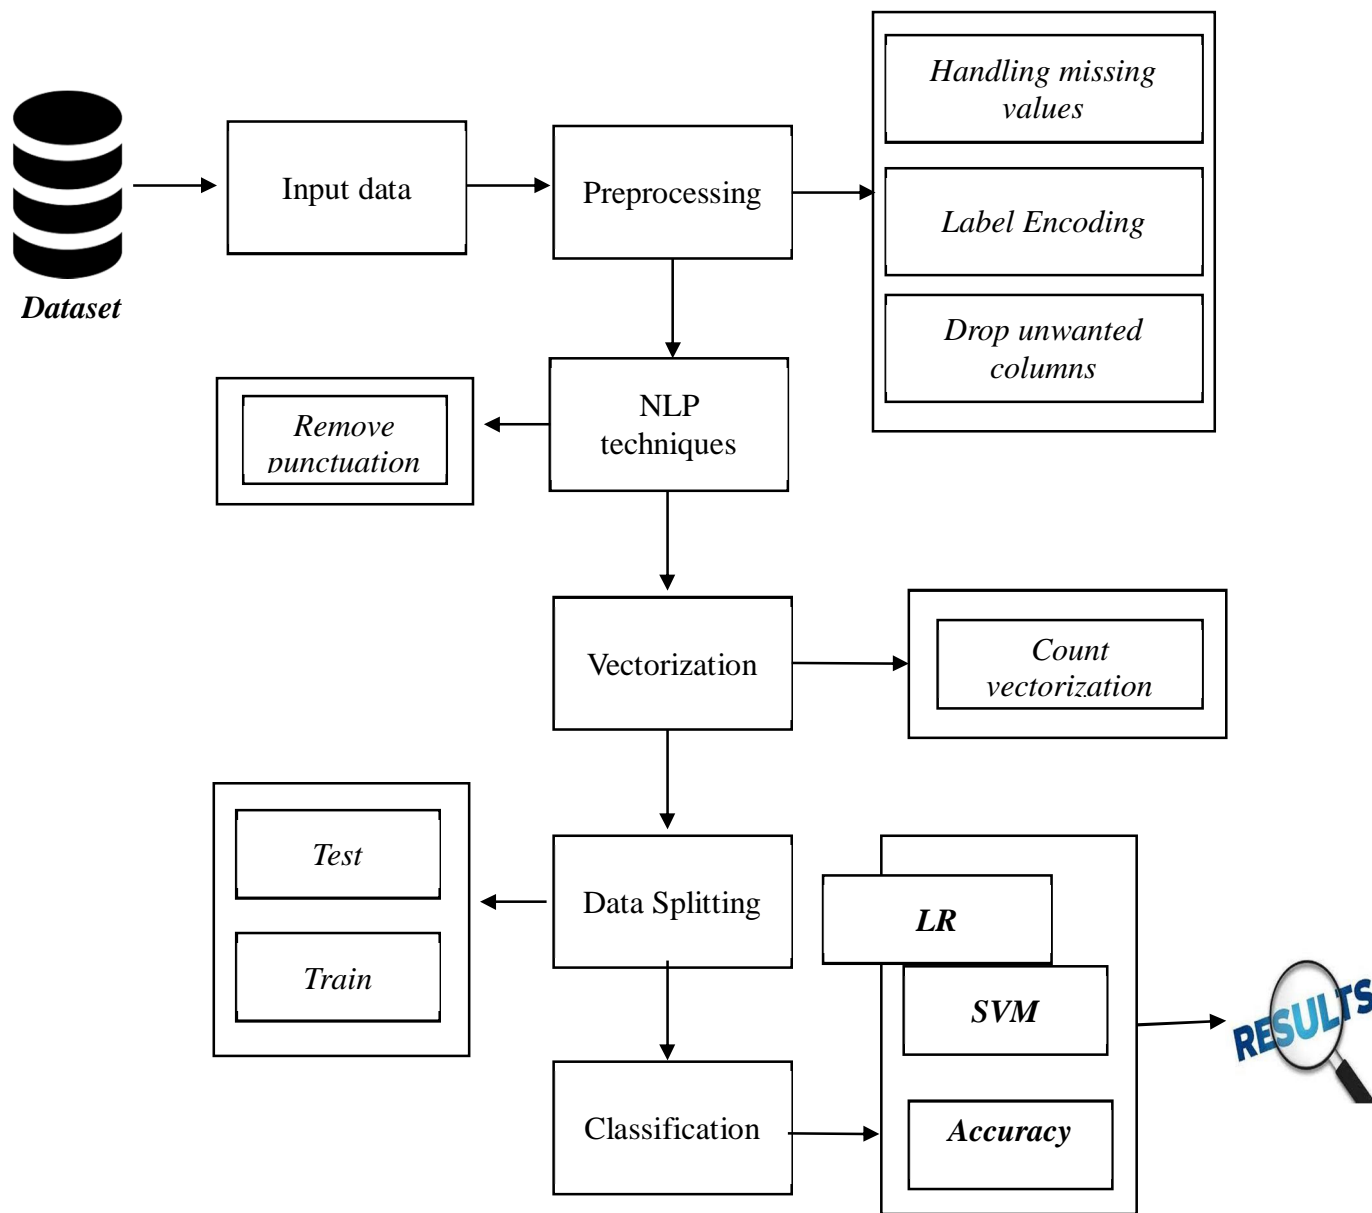 Handling missing
values
Input data
Preprocessing
Label Encoding
Dataset
Drop unwanted
columns
NLP
techniques
Remove
punctuation
Vectorization
Count
vectorization
Test
Data Splitting
LR
Train
SVM
RESULTS
Classification
Accuracy